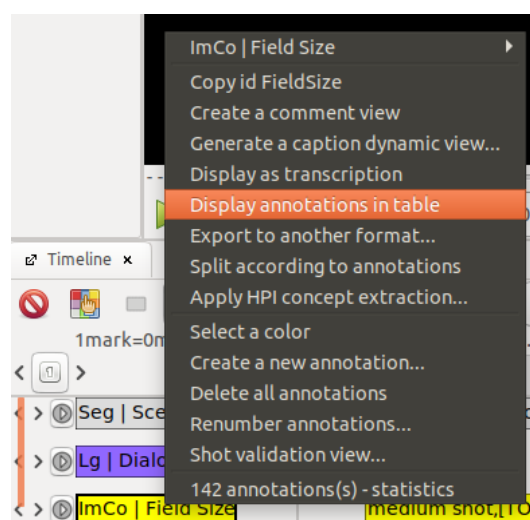 ImCo | Field Size
Copy id FieldSize
Create a comment view
Generate a caption dynamic view...
Display as transcription
Display annotations in table
Export to another format...
Split according to annotations
Apply HPI concept extraction...
Select a color
Create a new annotation...
Delete all annotations
Renumber annotations...
Shot validation view...
142 annotations(s) - statistics
Timeline
1mark=0m
Seg | Sce
Lg | Dialo
ImCo | Field Size
medium shot,[TO